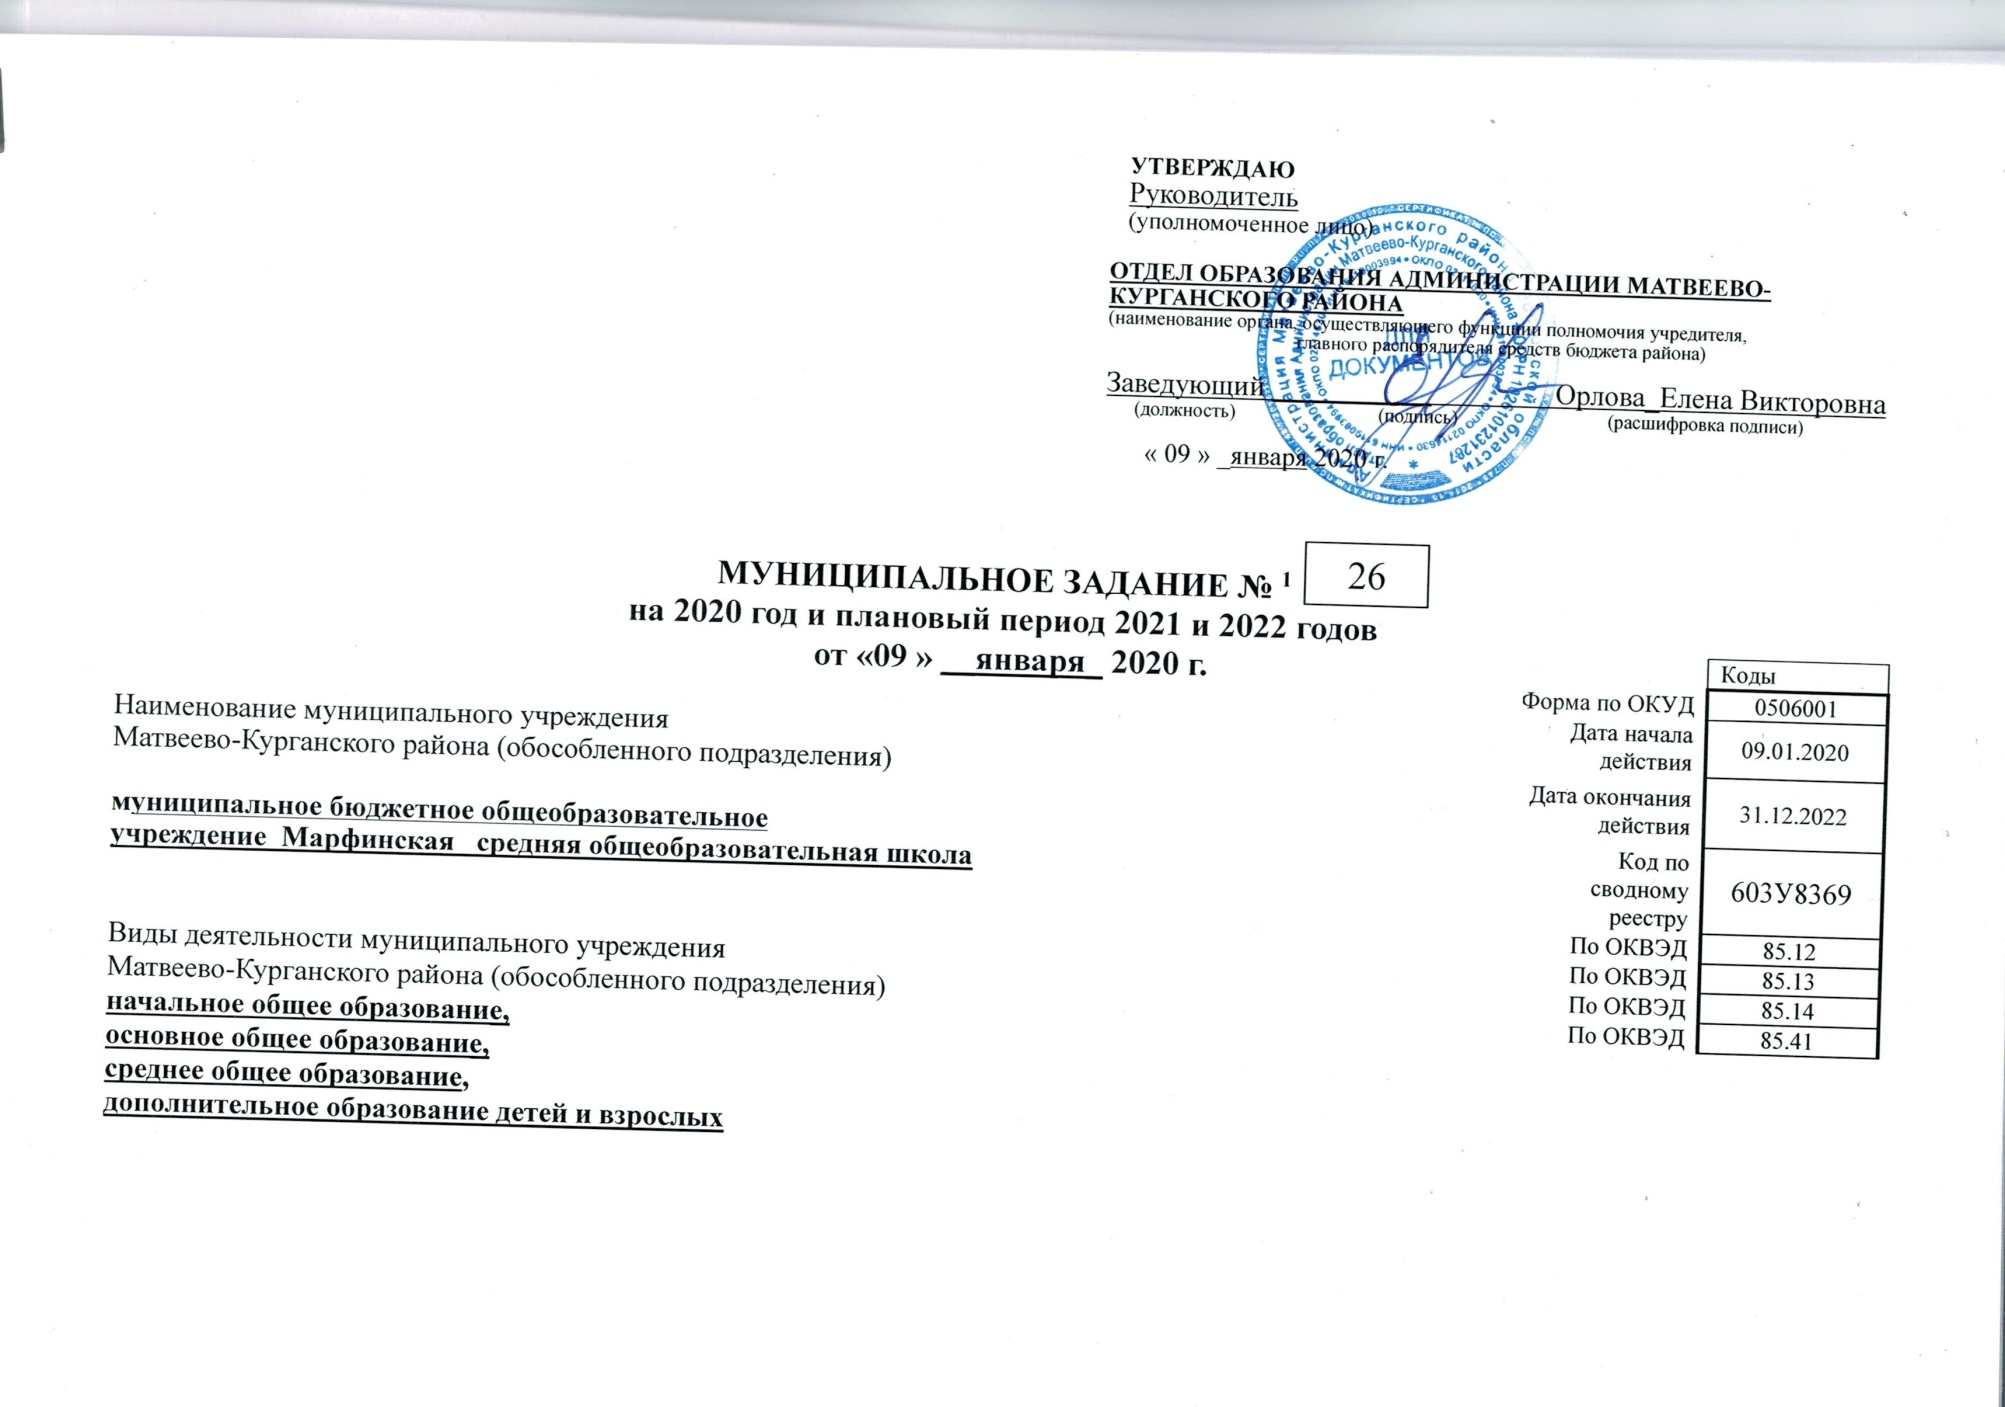 УТВЕРЖДАЮ
Руководитель
(уполномоченное лицо)
ОТДЕЛ ОБРАЗОВАНИЯ АДМИНИСТРАЦИИ МАТВЕЕВО-
КУРГАНСКОГО РАЙОНА
(наименование органа, осуществляющего функции полномочия учредителя,
главного распорядителя средств бюджета района)
ДЛЯ
ДОКУМЕНТОВ
Заведующий Орлова_Елена Викторовна
(должность) (подпись) (расшифровка подписи)
« 09 » _января 2020 г.
МУНИЦИПАЛЬНОЕ ЗАДАНИЕ № 1 26
на 2020 год и плановый период 2021 и 2022 годов
от «09 » __января_ 2020 г.
Наименование муниципального учреждения
Матвеево-Курганского района (обособленного подразделения)
муниципальное бюджетное общеобразовательное
учреждение Марфинская средняя общеобразовательная школа
Виды деятельности муниципального учреждения
Матвеево-Курганского района (обособленного подразделения)
начальное общее образование,
основное общее образование,
среднее общее образование,
дополнительное образование детей и взрослых
Коды
Форма по ОКУД 0506001
Дата начала
действия 09.01.2020
Дата окончания
действия 31.12.2022
Код по
сводному
реестру 603У8369
По ОКВЭД 85.12
По ОКВЭД 85.13
По ОКВЭД 85.14
По ОКВЭД 85.41